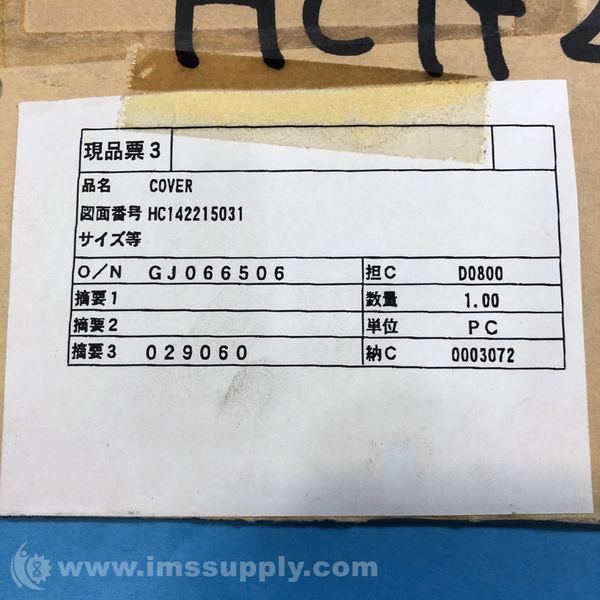 HC142
現品票3
品名 COVER
図面番号 HC142215031
サイズ等
O/N GJ066506 担C D0800
摘要1 数量 1.00
摘要2 単位 PC
摘要3 029060 納C 0003072
www.imssupply.com